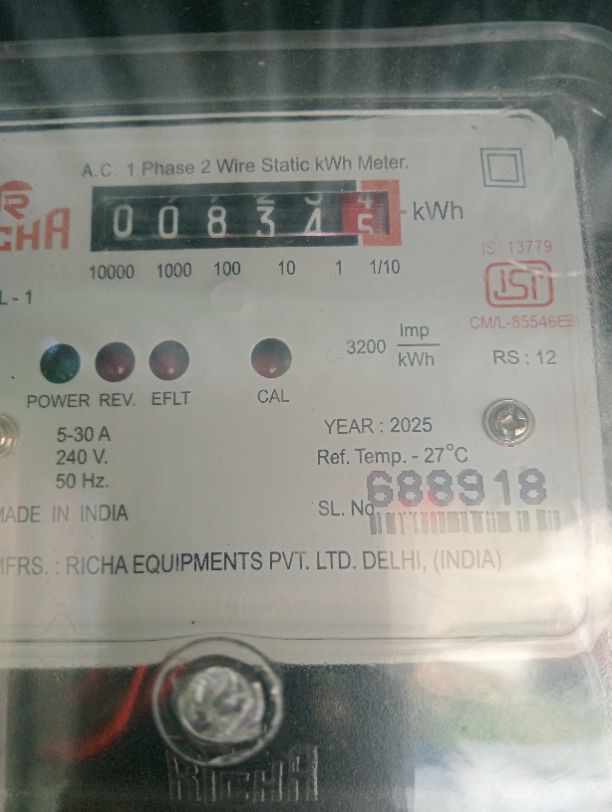 A.C. 1 Phase 2 Wire Static kWh Meter.
0 0 8 3 4 5 kWh
10000 1000 100 10 1 1/10
IS: 13779
ISI
CM/L-85546
L - 1
3200 Imp/kWh
RS : 12
POWER REV. EFLT CAL
5-30 A
240 V.
50 Hz.
YEAR : 2025
Ref. Temp. - 27°C
SL. No. 688918
MADE IN INDIA
MFRS. : RICHA EQUIPMENTS PVT. LTD. DELHI, (INDIA)
RICHA